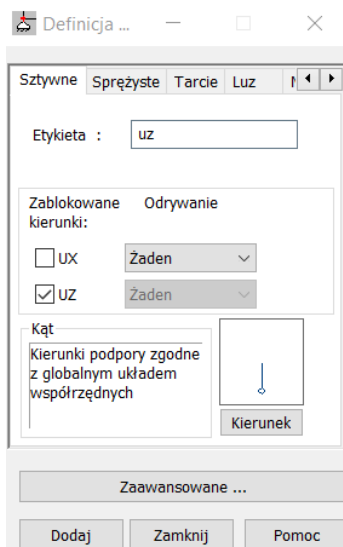 Definicja ...
Sztywne Sprężyste Tarcie Luz
Etykieta :
uz
Zablokowane kierunki: Odrywanie
UX Żaden
UZ Żaden
Kąt
Kierunki podpory zgodne
z globalnym układem
współrzędnych
Kierunek
Zaawansowane ...
Dodaj Zamknij Pomoc